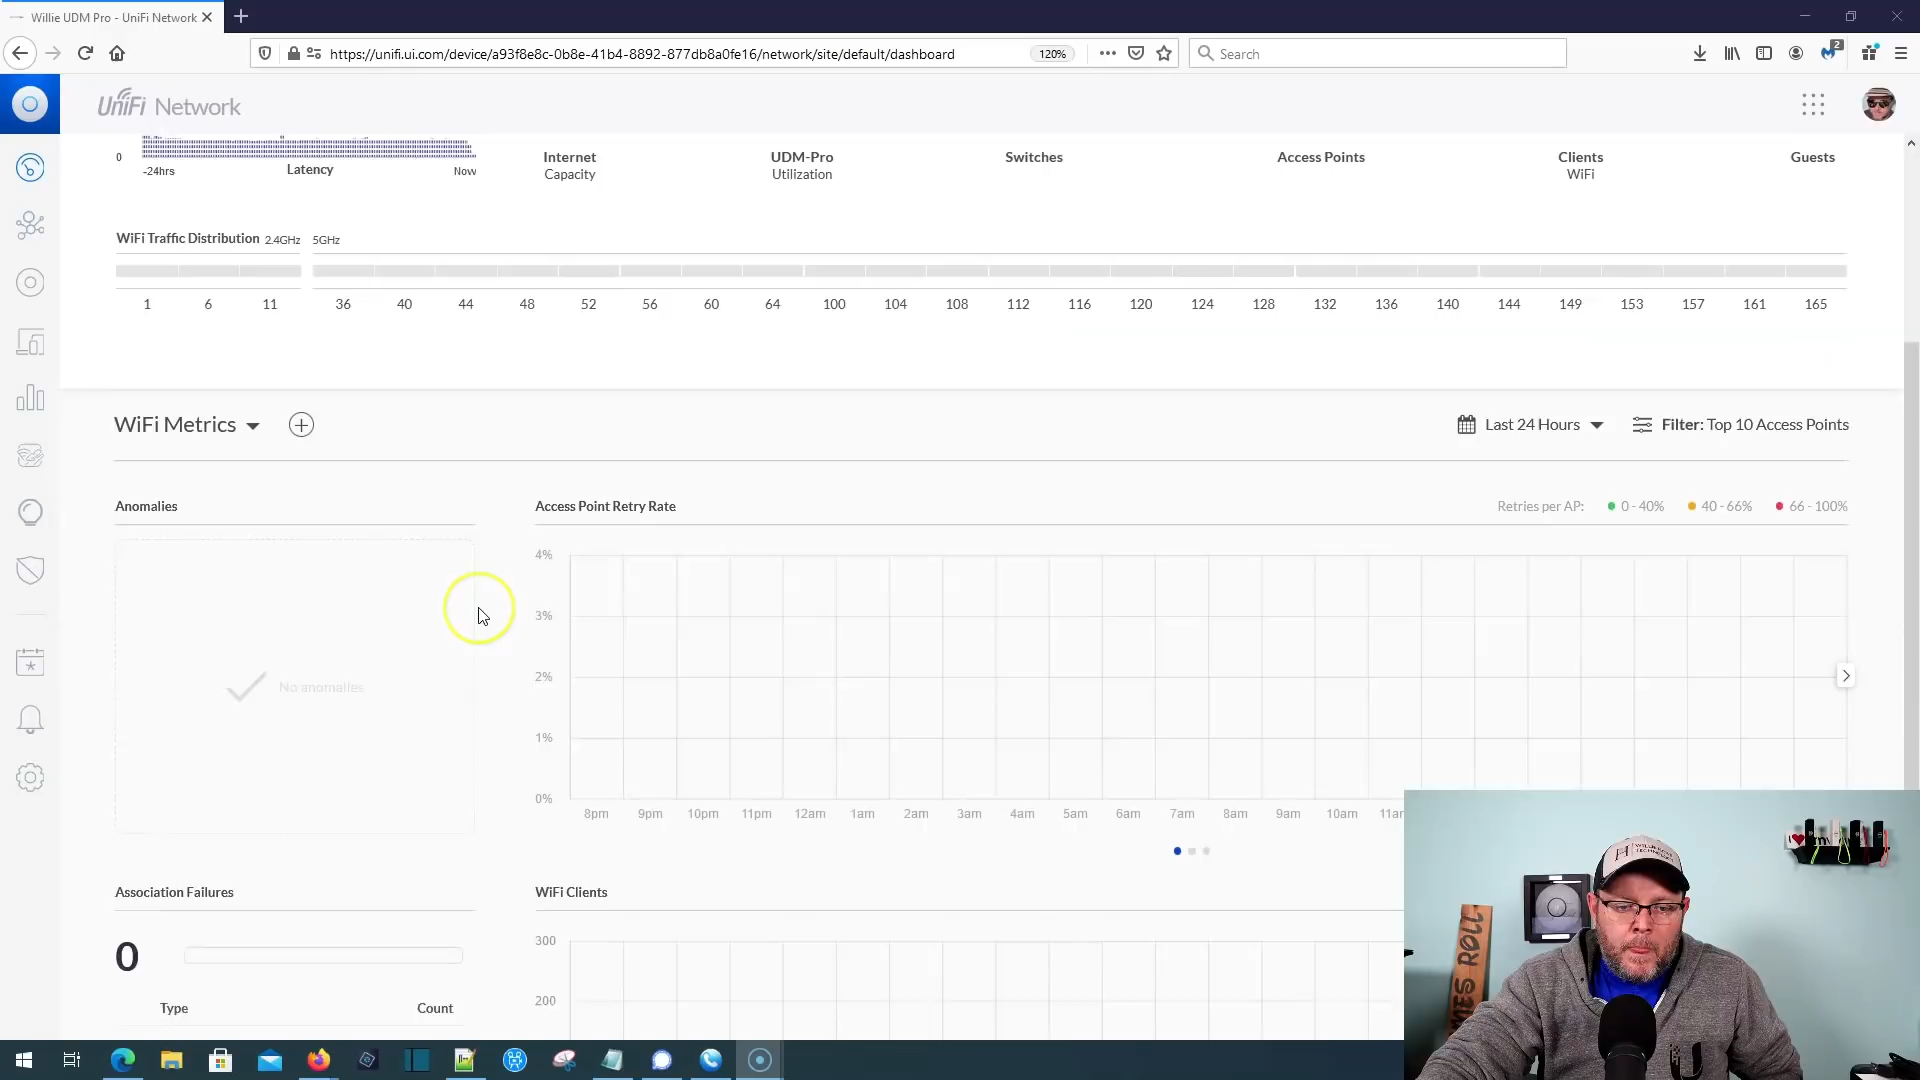 Willie UDM Pro - UniFi Network
https://unifi.ui.com/device/a93f8e8c-0b8e-41b4-8892-877db8a0fe16/network/site/default/dashboard
120%
Search
2
UniFi Network
0
-24hrs
Latency
Now
Internet
Capacity
UDM-Pro
Utilization
Switches
Access Points
Clients
WiFi
Guests
WiFi Traffic Distribution 2.4GHz 5GHz
1 6 11 36 40 44 48 52 56 60 64 100 104 108 112 116 120 124 128 132 136 140 144 149 153 157 161 165
WiFi Metrics
Last 24 Hours
Filter: Top 10 Access Points
Anomalies
No anomalies
Access Point Retry Rate
Retries per AP: 0 - 40% 40 - 66% 66 - 100%
4%
3%
2%
1%
0%
8pm 9pm 10pm 11pm 12am 1am 2am 3am 4am 5am 6am 7am 8am 9am 10am
Association Failures
0
Type Count
WiFi Clients
300
200
ROLL